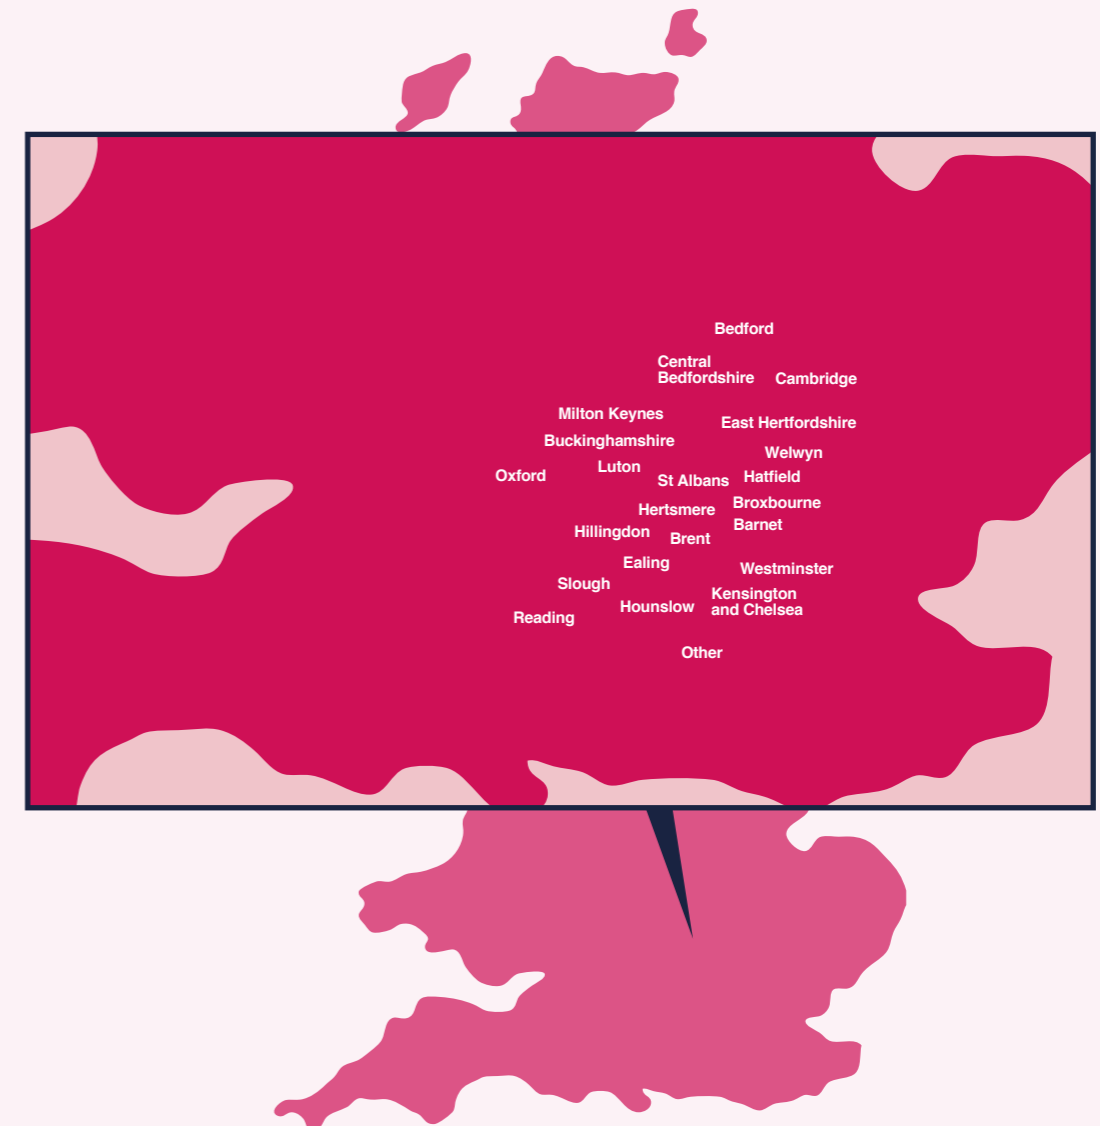 Bedford
Central
Bedfordshire
Cambridge
Milton Keynes
East Hertfordshire
Buckinghamshire
Welwyn
Luton
Oxford
St Albans
Hatfield
Broxbourne
Hertsmere
Barnet
Hillingdon
Brent
Ealing
Westminster
Slough
Kensington
and Chelsea
Hounslow
Reading
Other